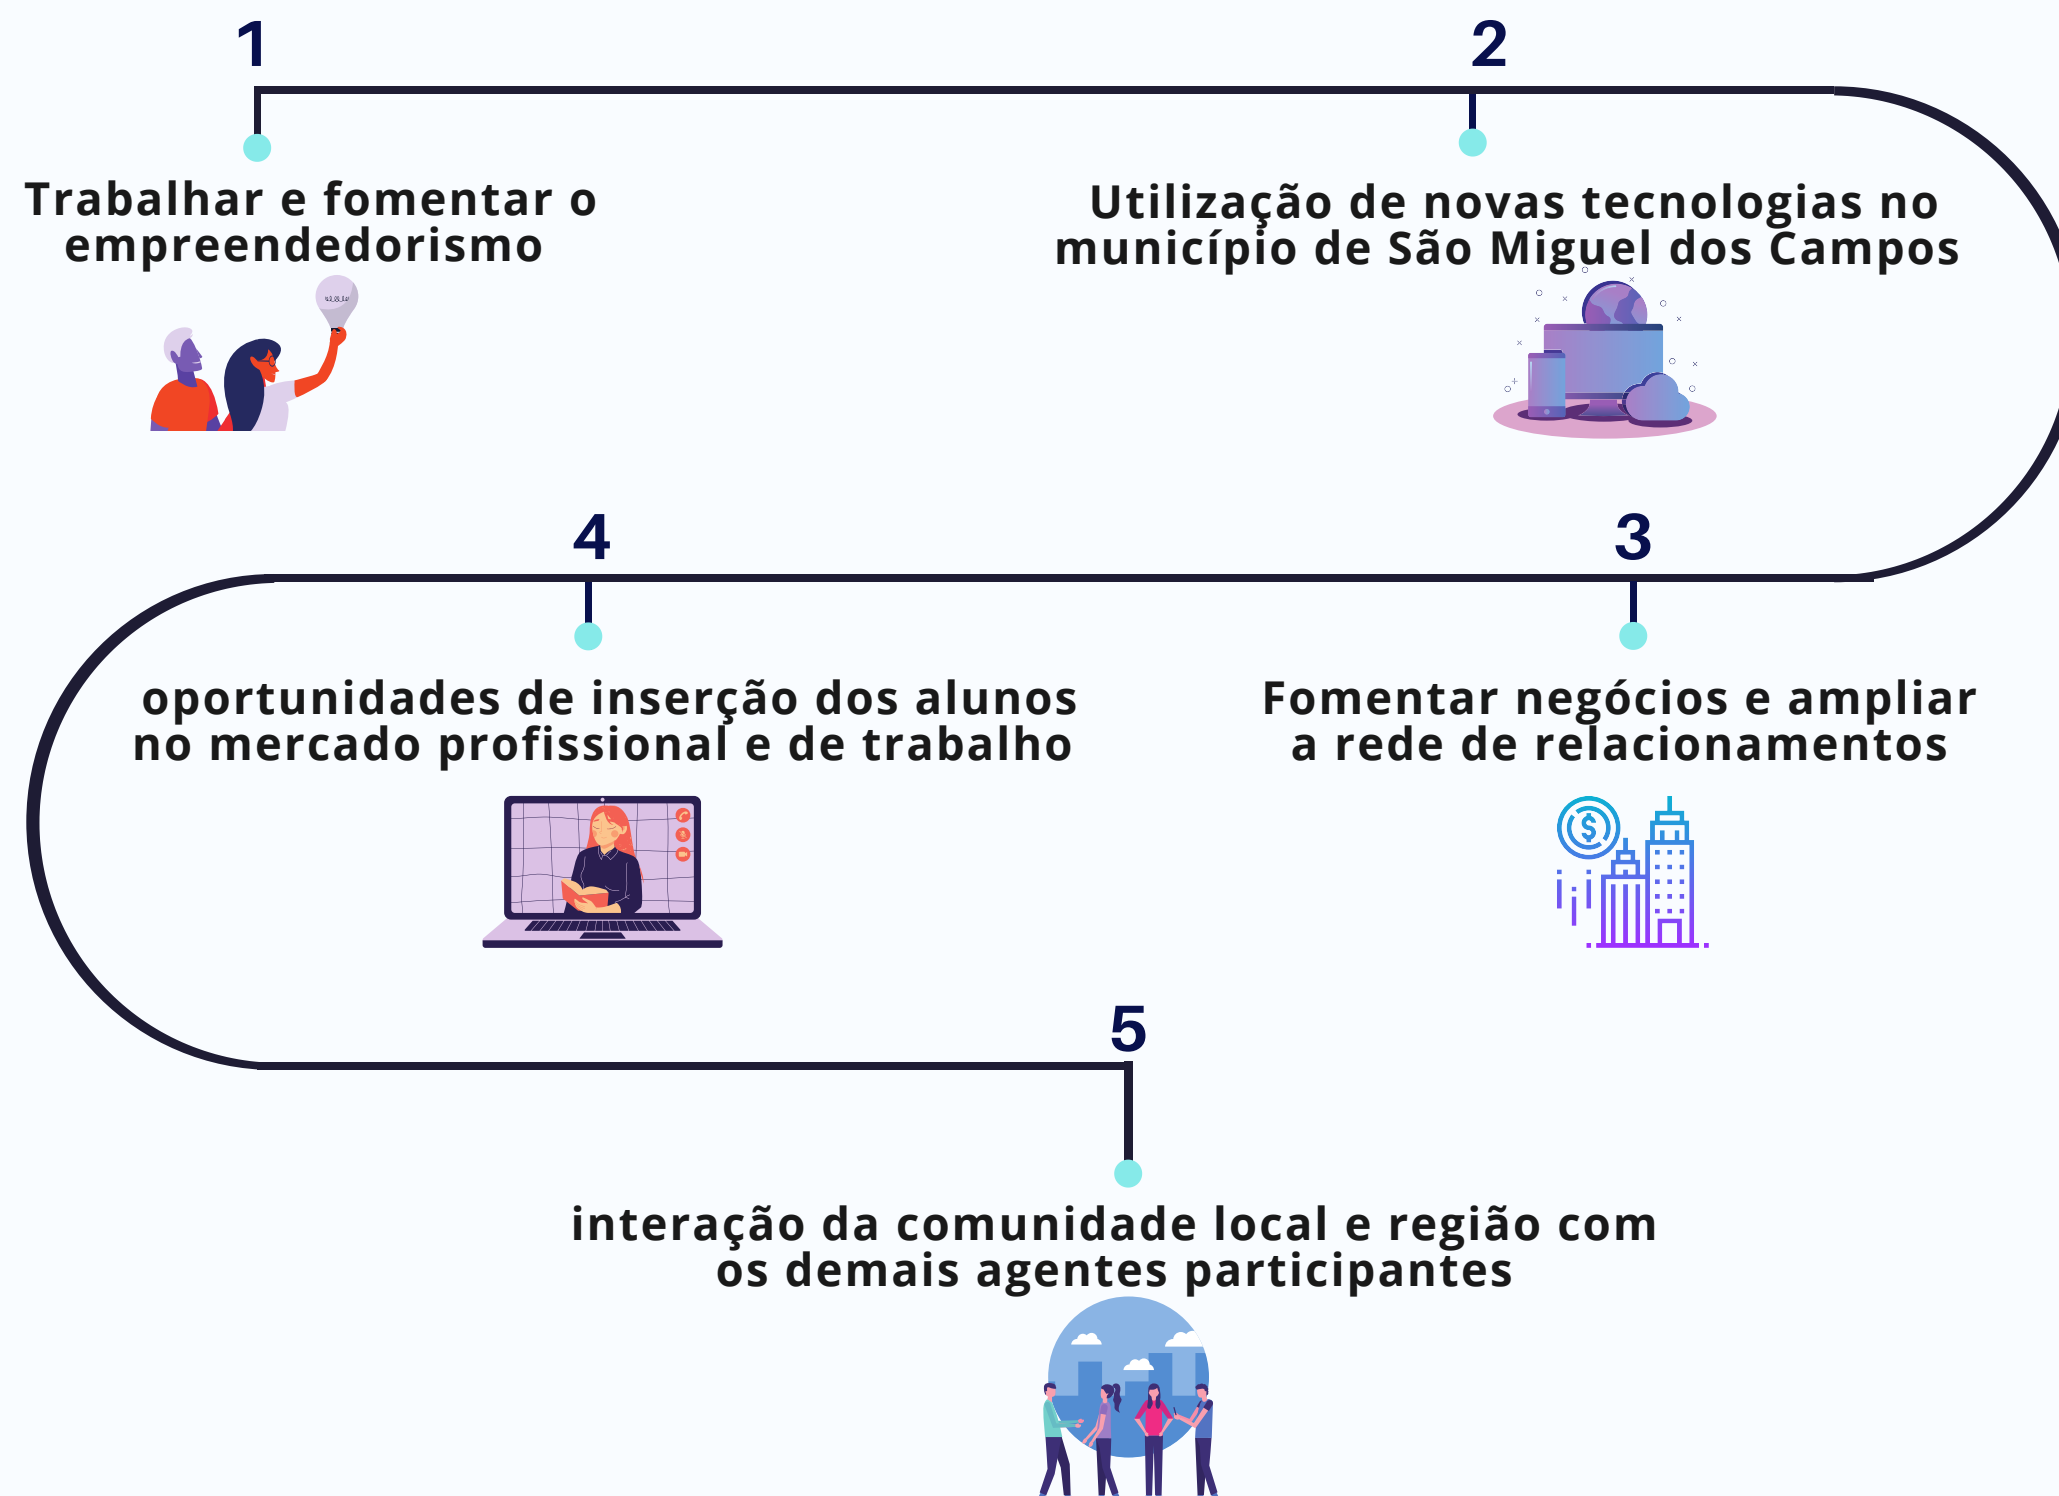 1
Trabalhar e fomentar o
empreendedorismo
2
Utilização de novas tecnologias no
município de São Miguel dos Campos
3
Fomentar negócios e ampliar
a rede de relacionamentos
$
4
oportunidades de inserção dos alunos
no mercado profissional e de trabalho
5
interação da comunidade local e região com
os demais agentes participantes